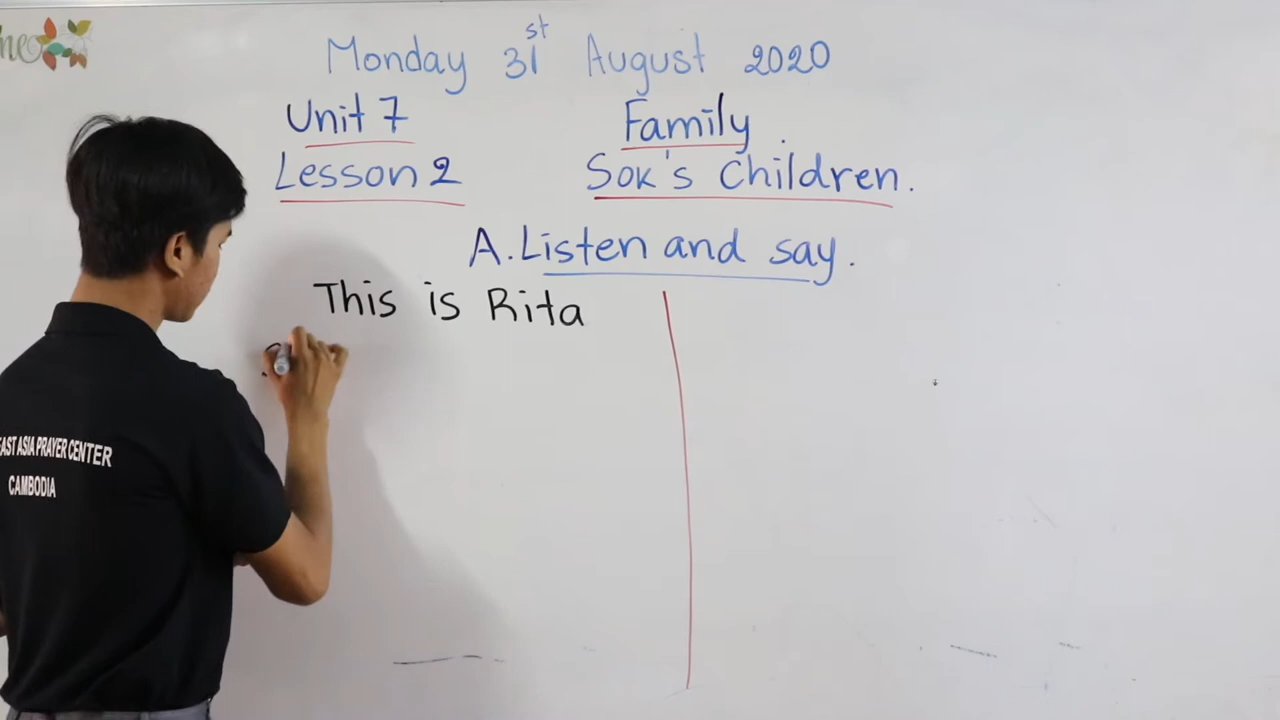 Monday 31st August 2020
Unit 7 Family
Lesson 2 Sok's children.
A. Listen and say.
This is Rita
EAST ASIA PRAYER CENTER
CAMBODIA